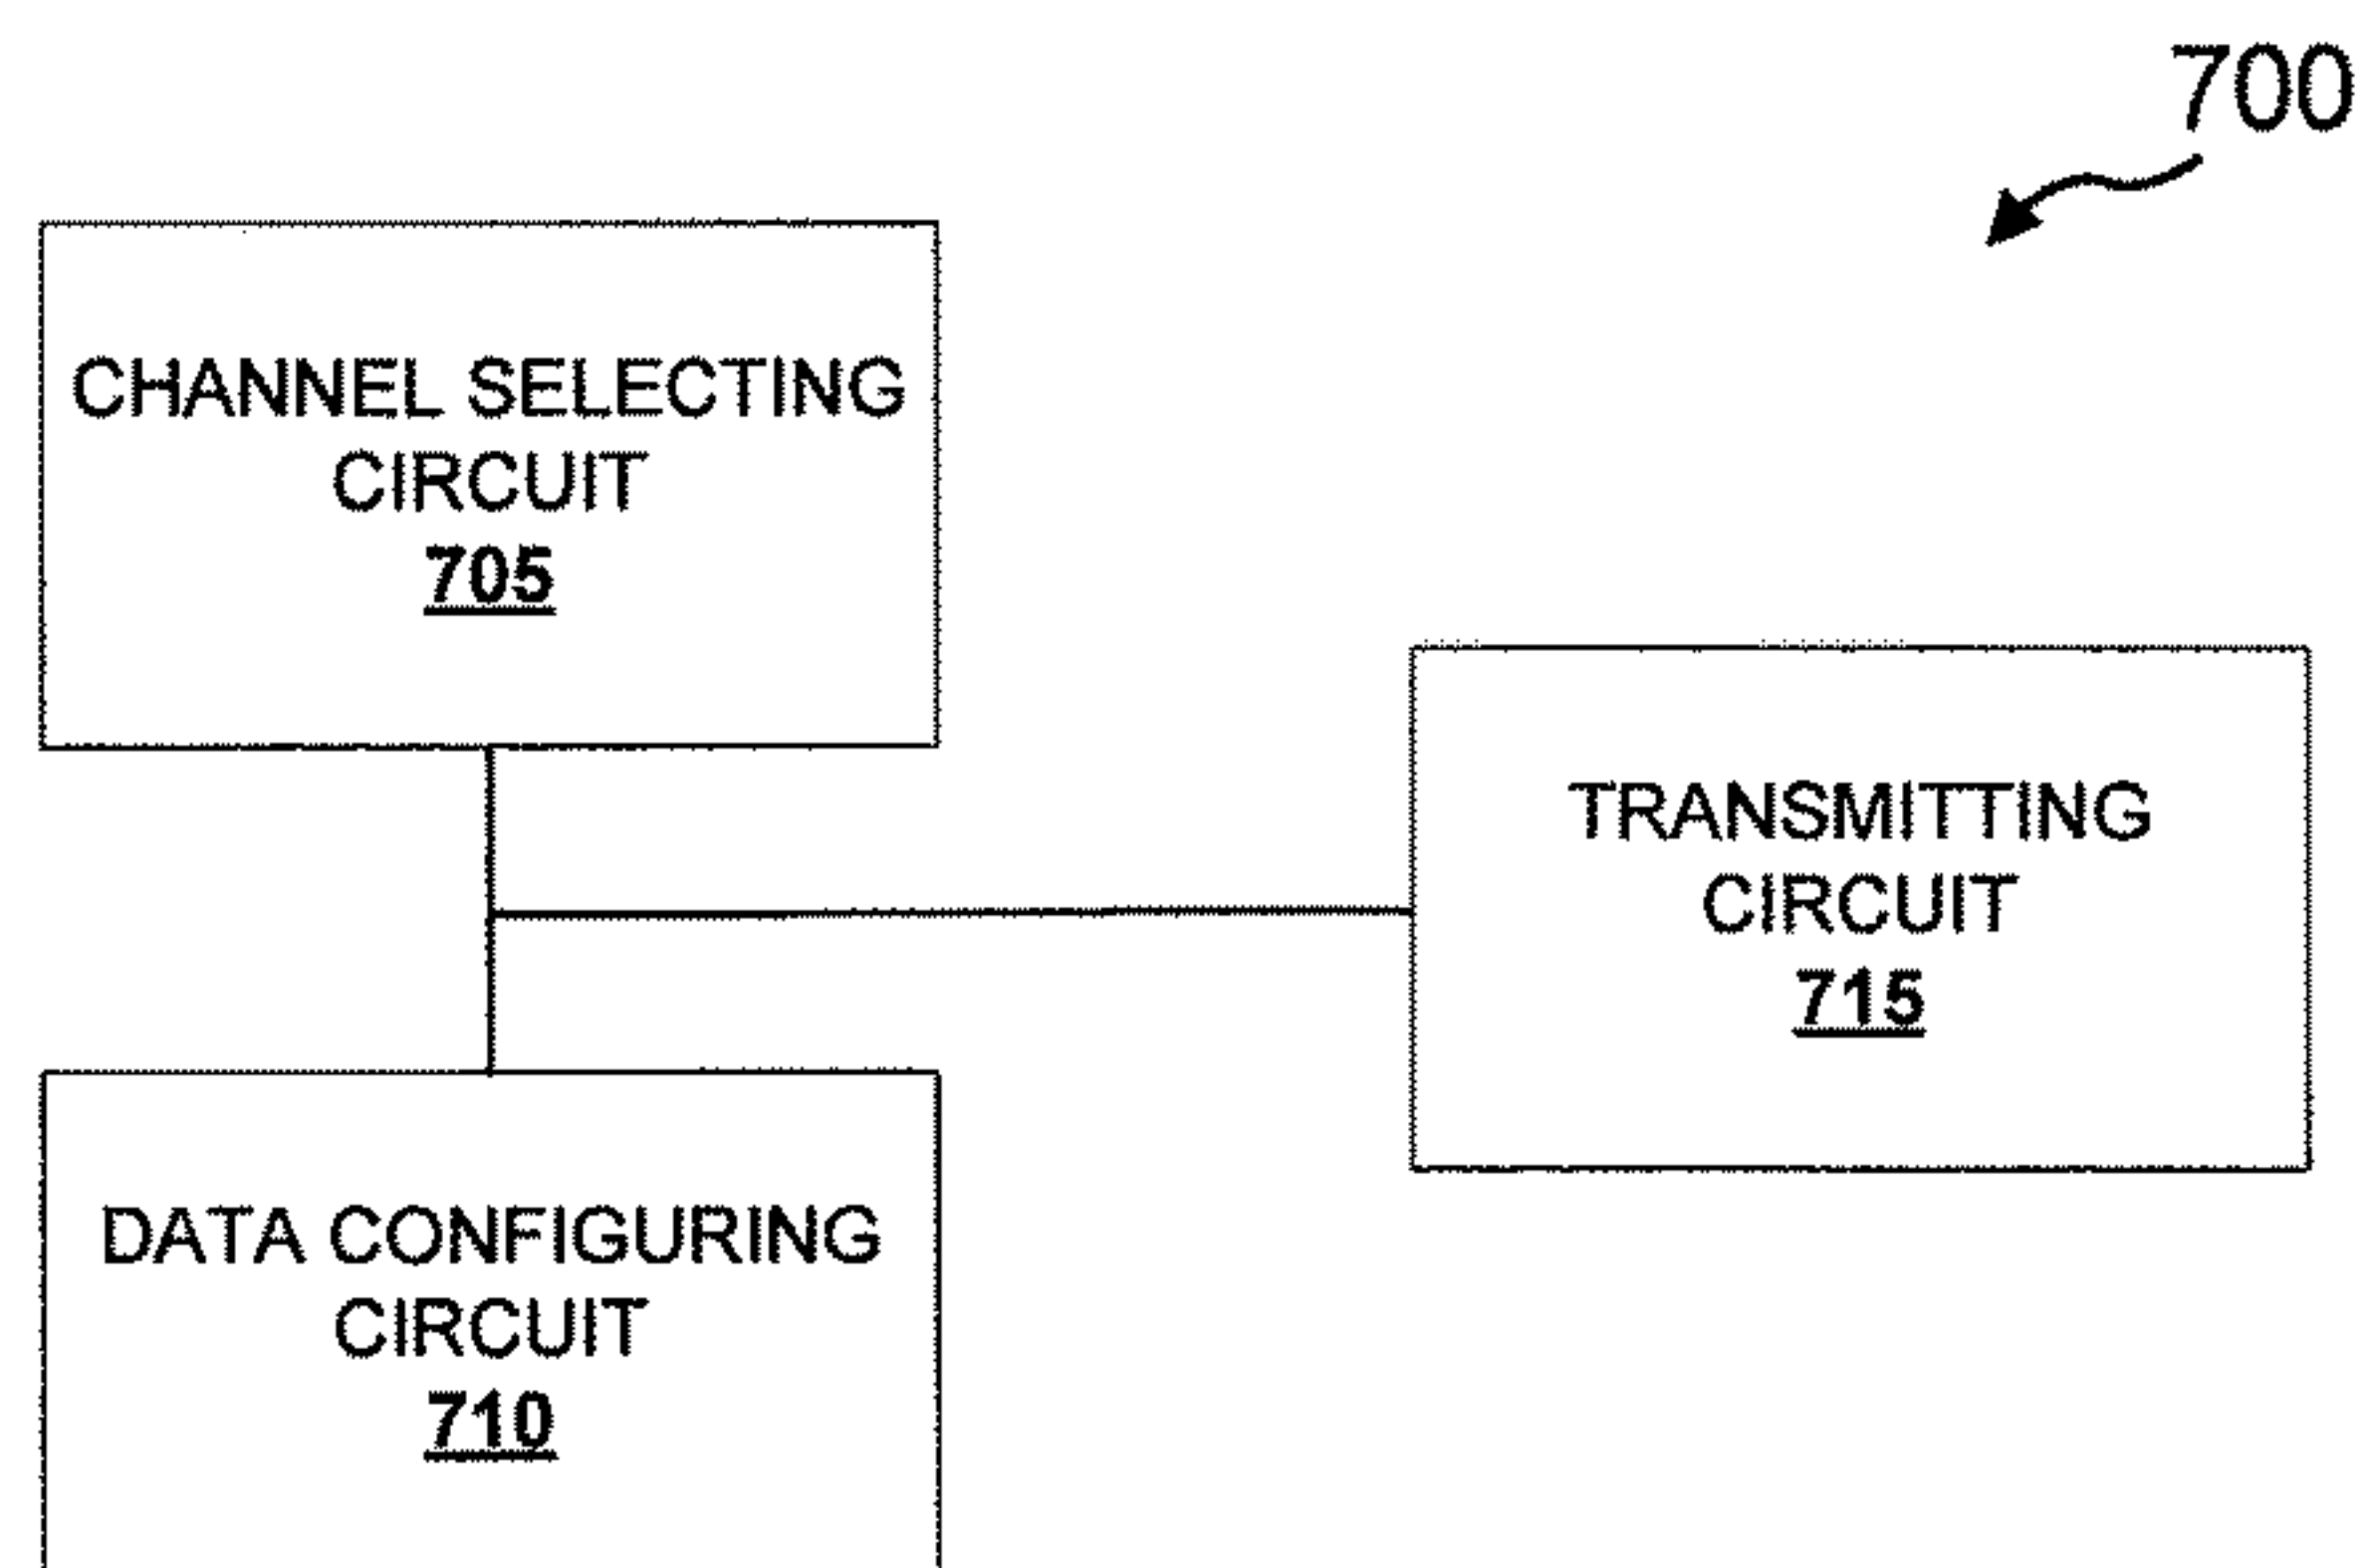 700
CHANNEL SELECTING
CIRCUIT
705
TRANSMITTING
CIRCUIT
715
DATA CONFIGURING
CIRCUIT
710